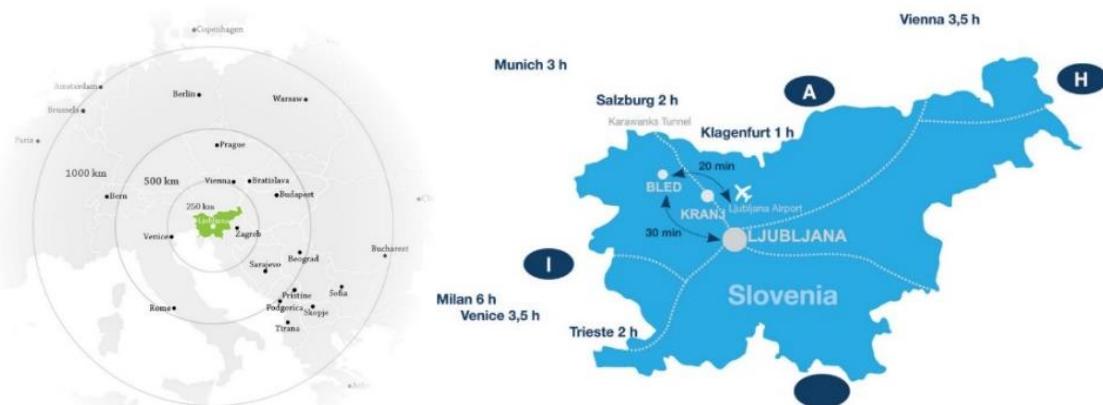 Copenhagen
Amsterdam
Berlin
Warsaw
Brussels
Paris
Prague
1000 km
500 km
Vienna
Bratislava
Bern
Budapest
250 km
Ljubljana
Zagreb
Venice
Bucharest
Beograd
Sarajevo
Sofia
Pristine
Rome
Podgorica
Skopje
Tirana
Vienna 3,5 h
Munich 3 h
H
A
Salzburg 2 h
Karawanks Tunnel
Klagenfurt 1 h
20 min
BLED
KRANJ
Ljubljana Airport
30 min
LJUBLJANA
I
Slovenia
Milan 6 h
Venice 3,5 h
Trieste 2 h